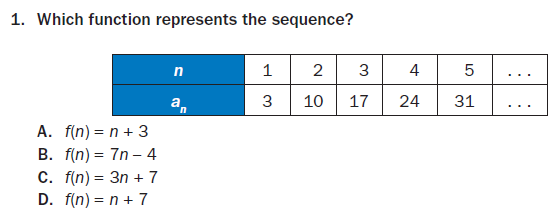 1. Which function represents the sequence?
n 1 2 3 4 5 ...
aₙ 3 10 17 24 31 ...
A. f(n) = n + 3
B. f(n) = 7n – 4
C. f(n) = 3n + 7
D. f(n) = n + 7